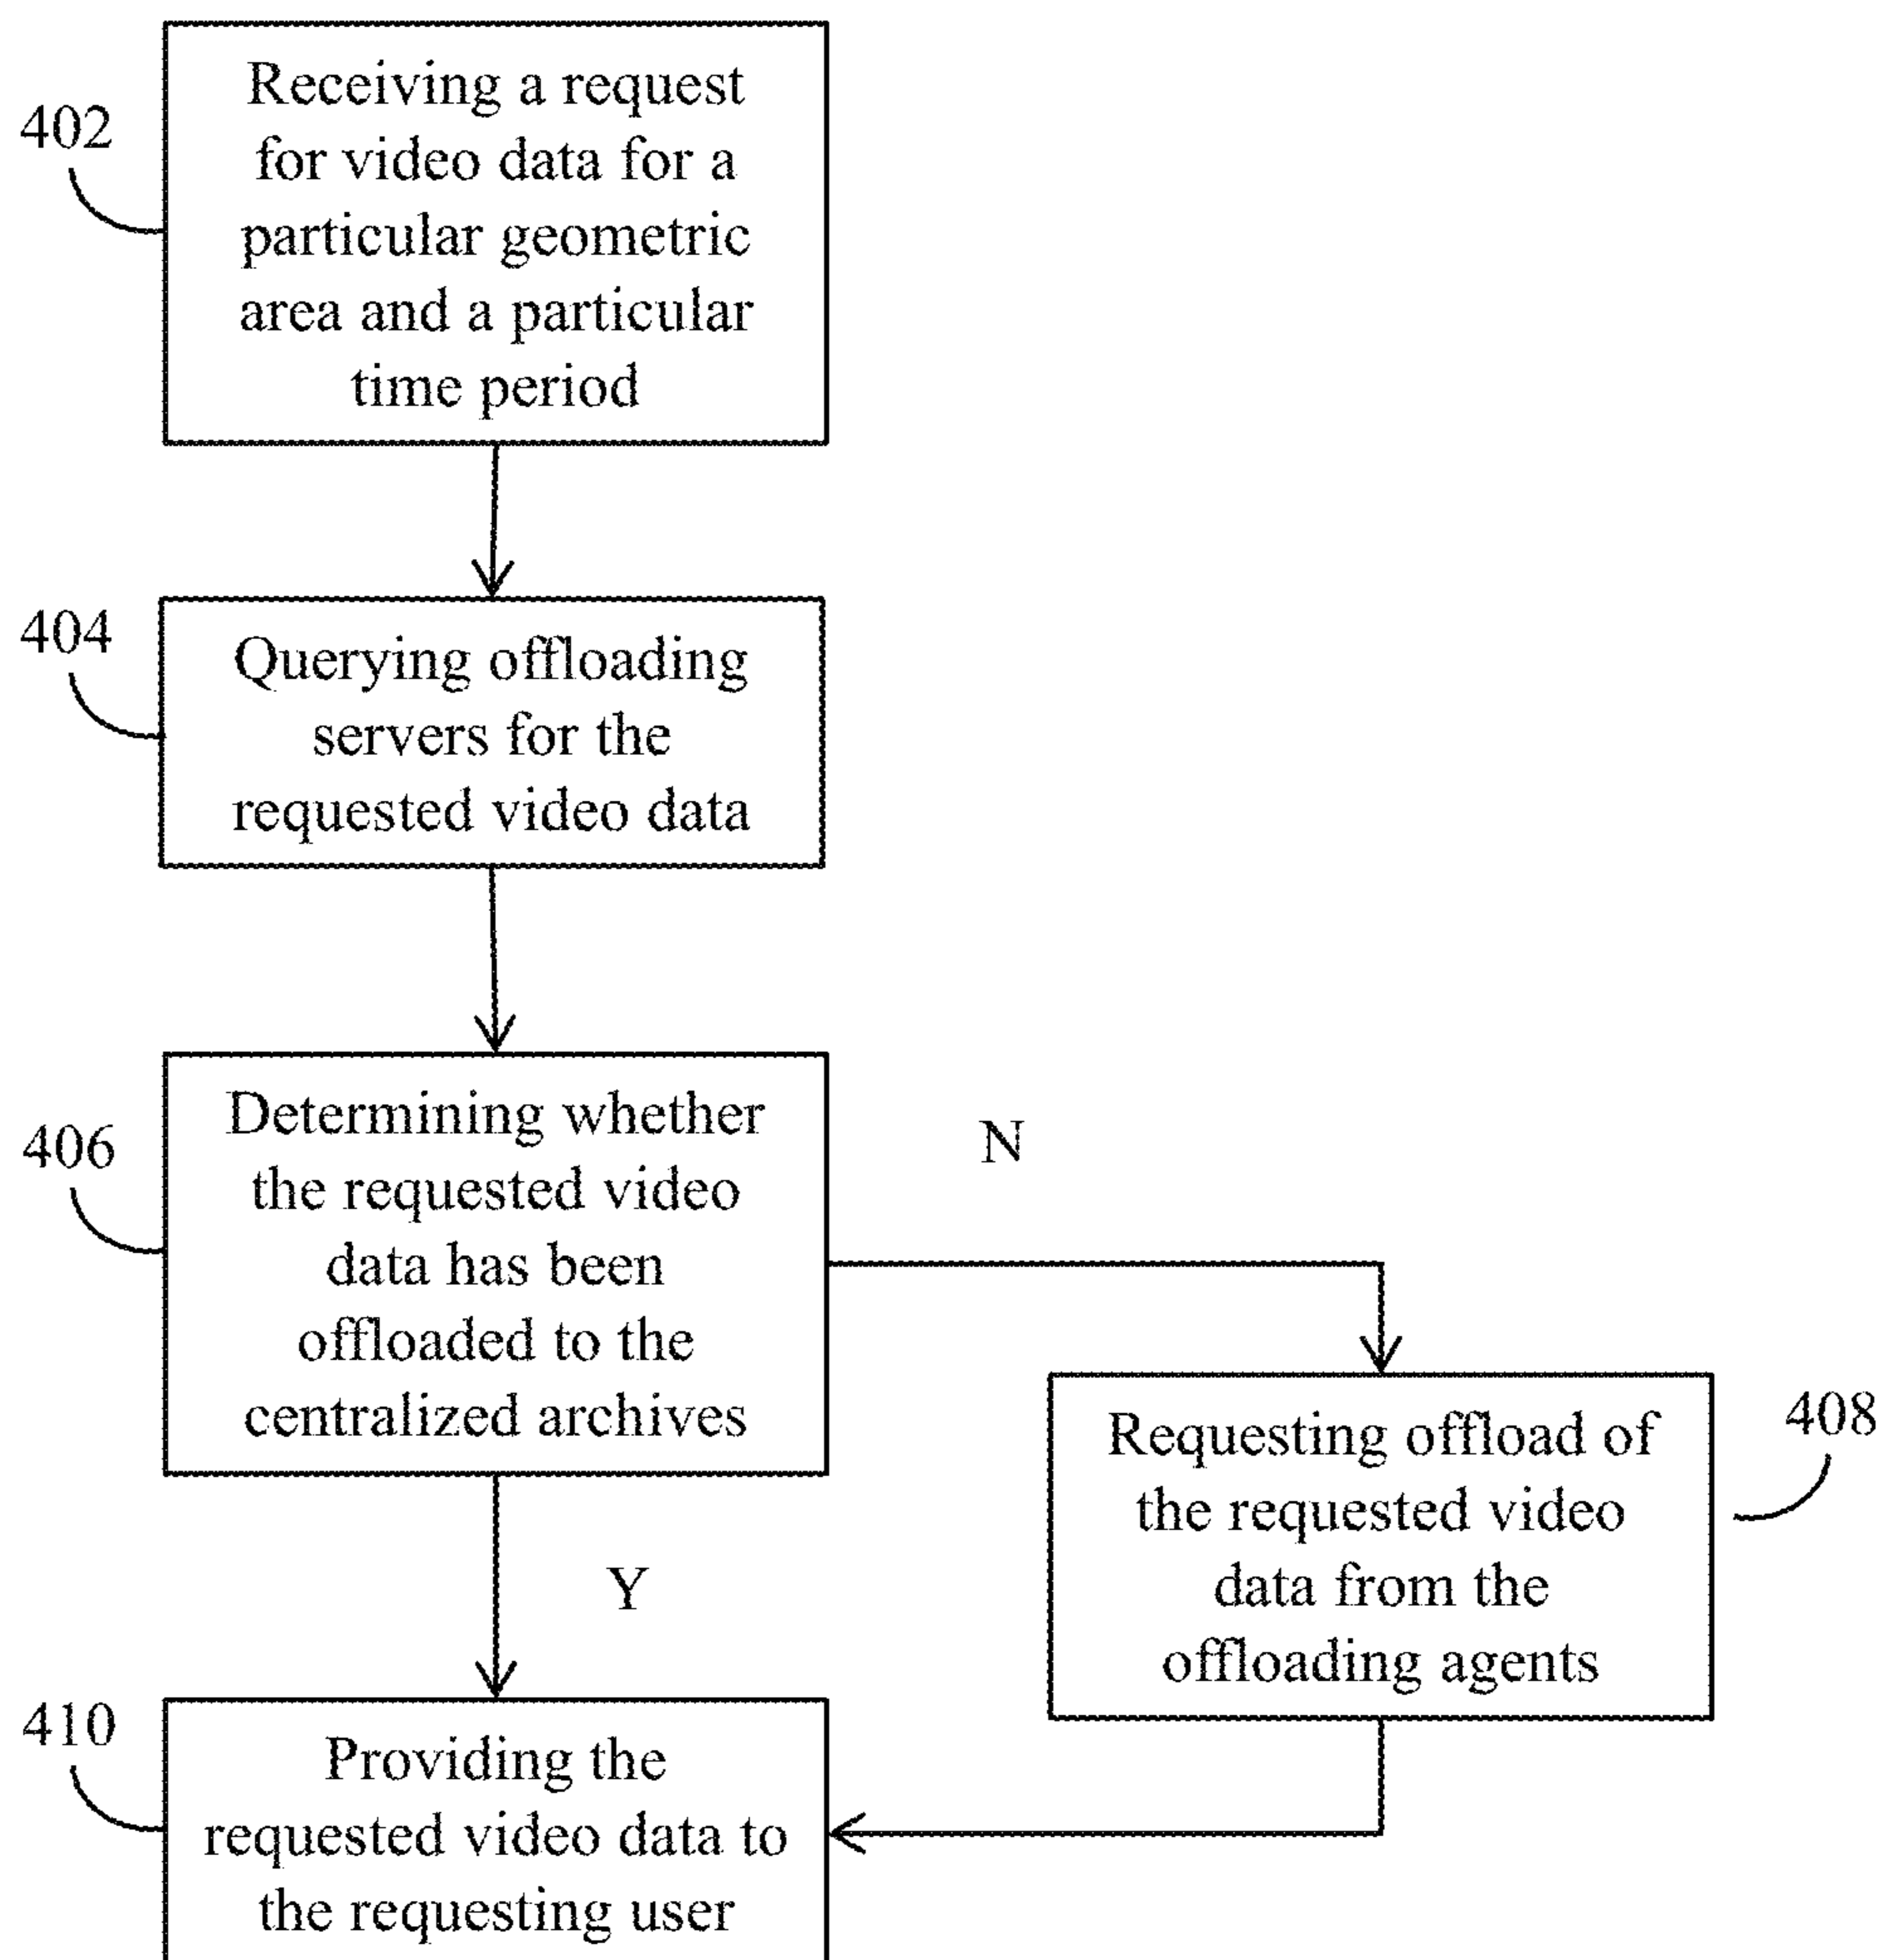 402
Receiving a request
for video data for a
particular geometric
area and a particular
time period
404
Querying offloading
servers for the
requested video data
406
Determining whether
the requested video
data has been
offloaded to the
centralized archives
N
Y
408
Requesting offload of
the requested video
data from the
offloading agents
410
Providing the
requested video data to
the requesting user